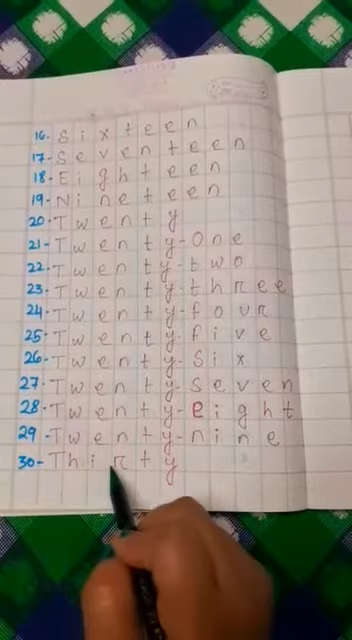 16. Sixteen
17- Seventeen
18- Eighteen
19- Nineteen
20- Twenty
21- Twenty-One
22- Twenty-two
23- Twenty-three
24- Twenty-four
25- Twenty-five
26- Twenty-Six
27- Twenty-Seven
28- Twenty-Eight
29- Twenty-nine
30- Thirty